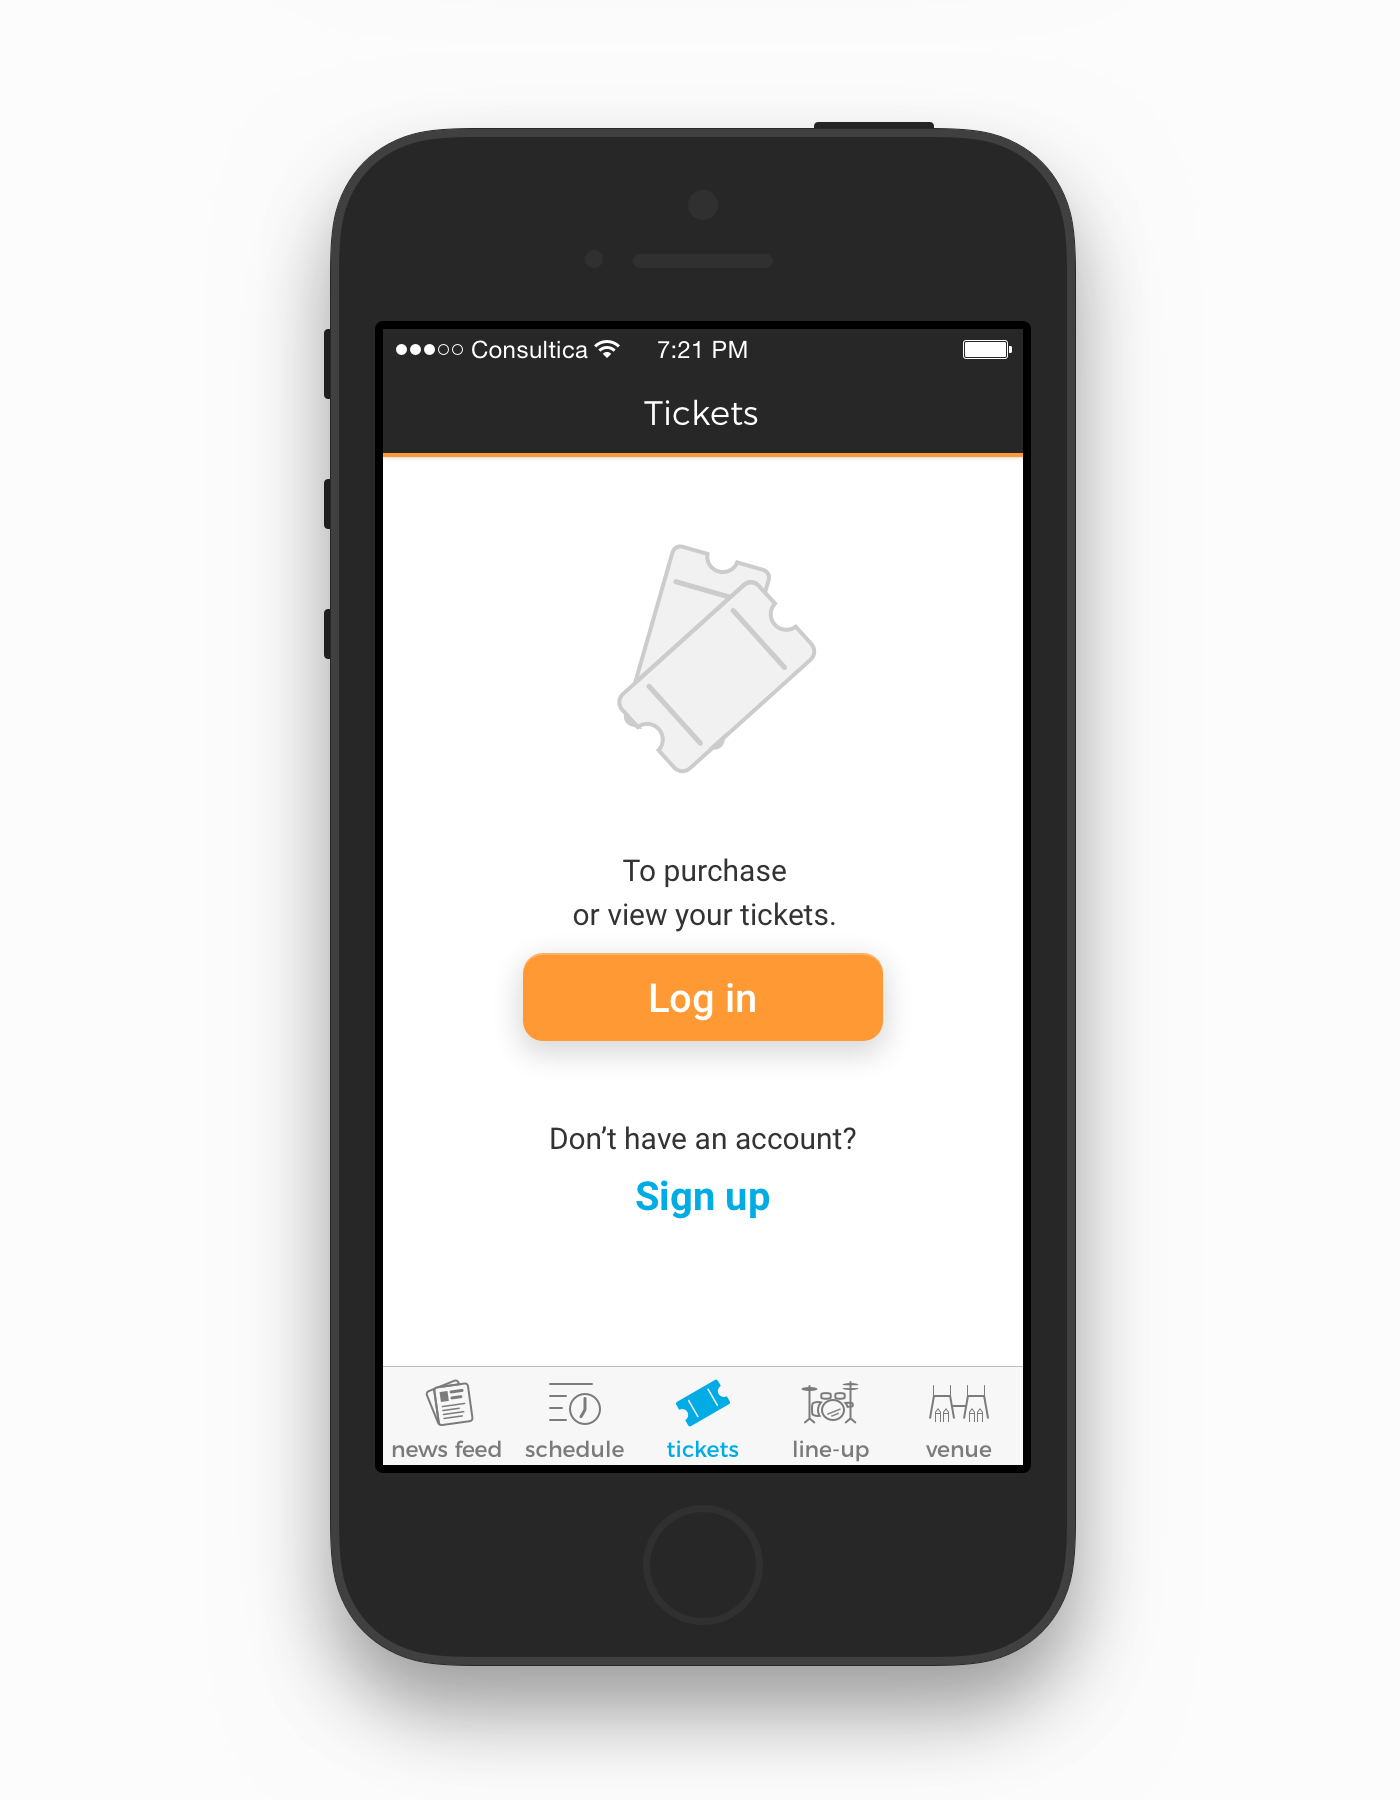 Consultica 7:21 PM
Tickets
To purchase
or view your tickets.
Log in
Don’t have an account?
Sign up
news feed schedule tickets line-up venue